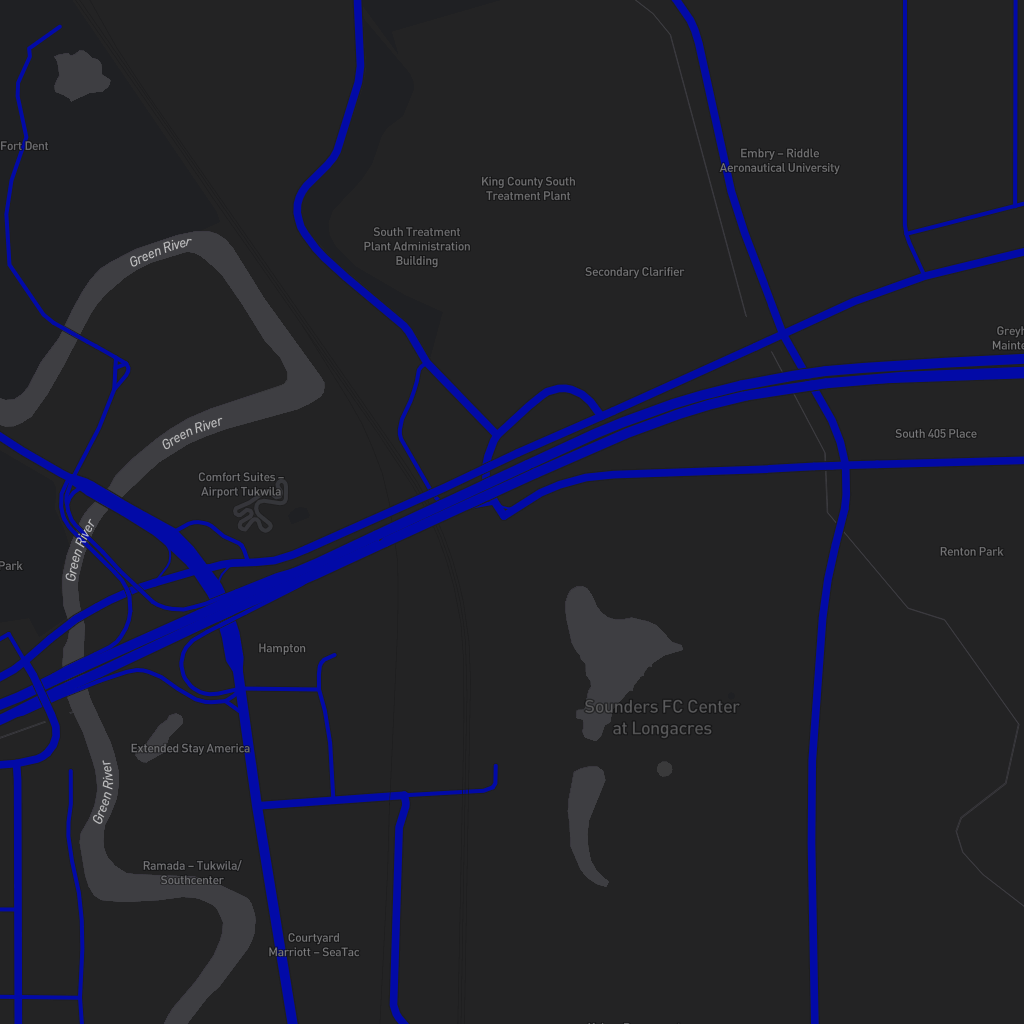 Fort Dent
Embry – Riddle
Aeronautical University
King County South
Treatment Plant
South Treatment
Plant Administration
Building
Green River
Secondary Clarifier
Green River
South 405 Place
Comfort Suites –
Airport Tukwila
Green River
Renton Park
Park
Hampton
Sounders FC Center
at Longacres
Extended Stay America
Green River
Ramada – Tukwila/
Southcenter
Courtyard
Marriott – SeaTac